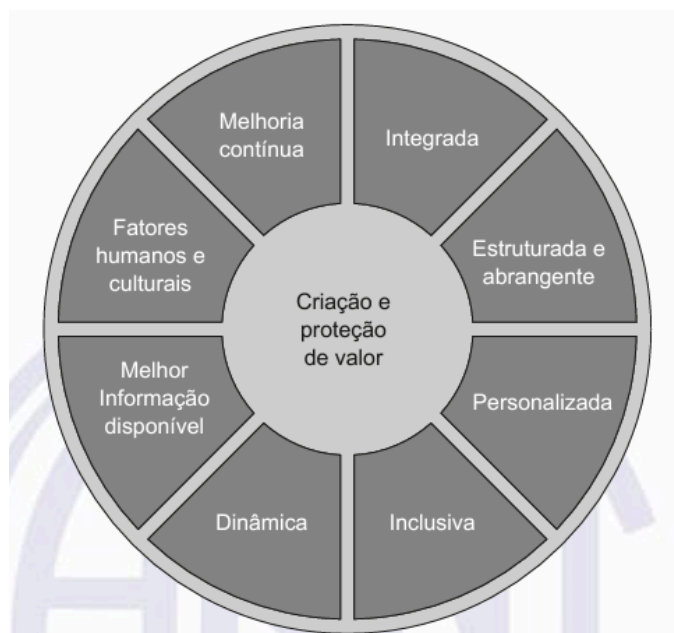 Melhoria
contínua
Integrada
Fatores
humanos e
culturais
Estruturada e
abrangente
Criação e
proteção
de valor
Melhor
Informação
disponível
Personalizada
Dinâmica
Inclusiva